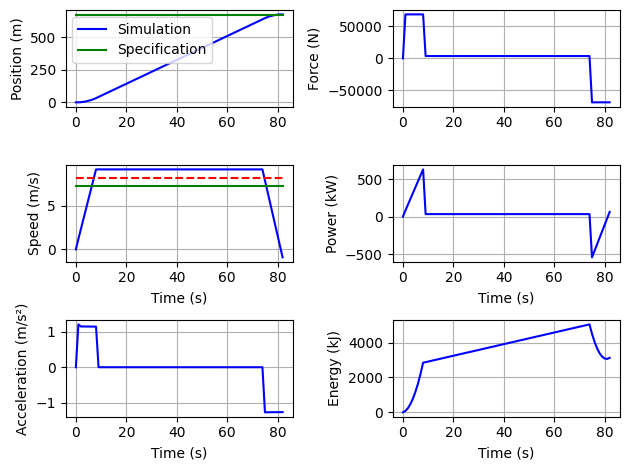 Position (m)
500
250
0
Simulation
Specification
0 20 40 60 80
Force (N)
50000
0
−50000
0 20 40 60 80
Speed (m/s)
5
0
0 20 40 60 80
Time (s)
Power (kW)
500
0
−500
0 20 40 60 80
Time (s)
Acceleration (m/s²)
1
0
−1
0 20 40 60 80
Time (s)
Energy (kJ)
4000
2000
0
0 20 40 60 80
Time (s)